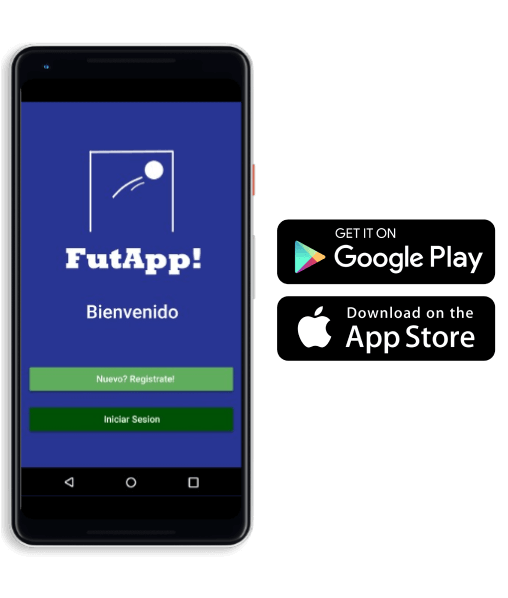 FutApp!
Bienvenido
Nuevo? Registrate!
Iniciar Sesion
GET IT ON
Google Play
Download on the
App Store